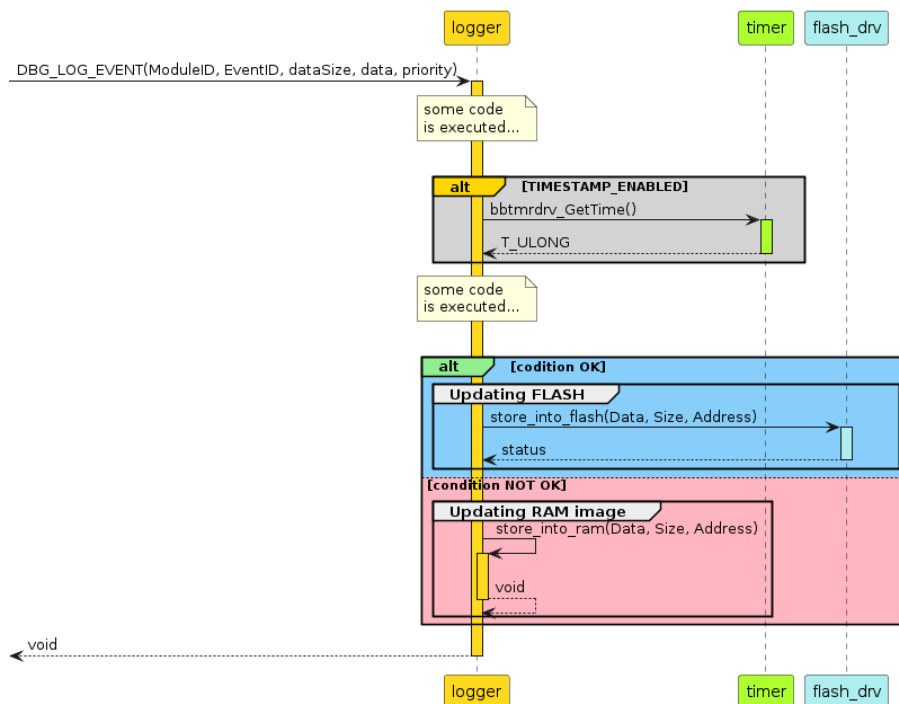 logger timer flash_drv
DBG_LOG_EVENT(ModuleID, EventID, dataSize, data, priority)
some code
is executed...
alt [TIMESTAMP_ENABLED]
bbtmrdrv_GetTime()
T_ULONG
some code
is executed...
alt [codition OK]
Updating FLASH
store_into_flash(Data, Size, Address)
status
[condition NOT OK]
Updating RAM image
store_into_ram(Data, Size, Address)
void
void
logger timer flash_drv